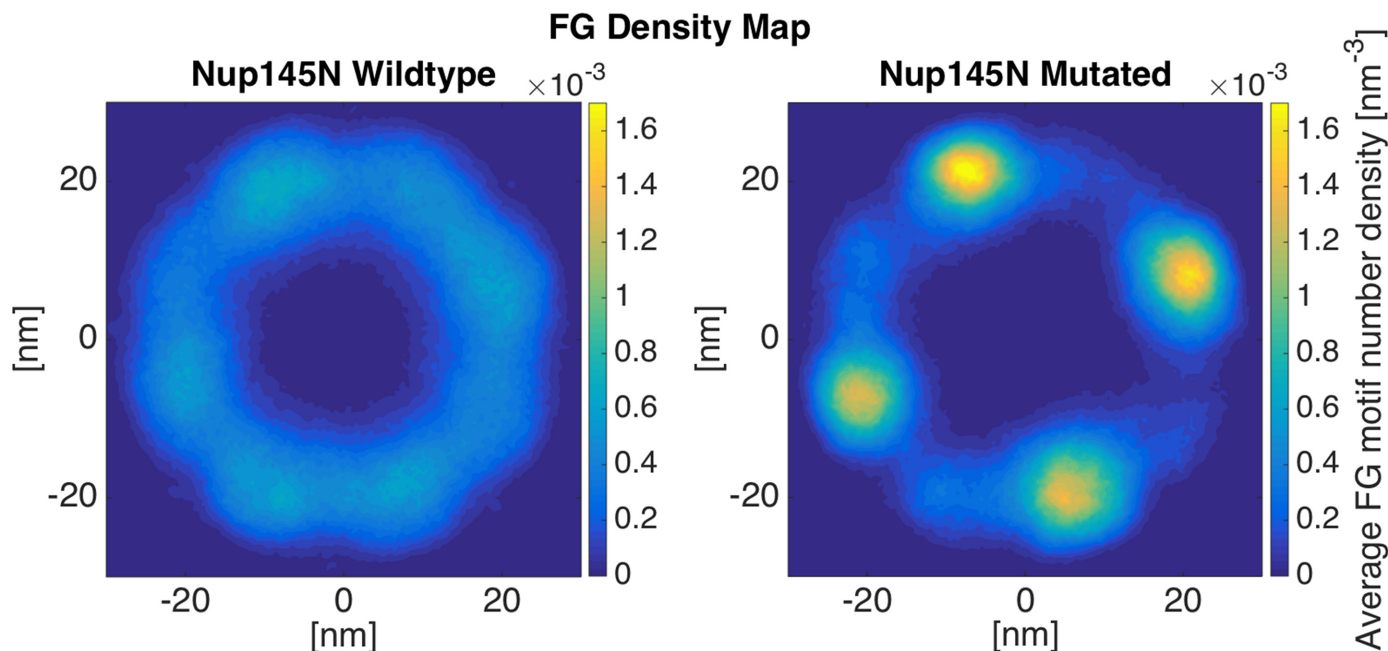 FG Density Map
Nup145N Wildtype
×10-3
20
0
-20
[nm]
-20 0 20
[nm]
1.6
1.4
1.2
1
0.8
0.6
0.4
0.2
0
Nup145N Mutated
×10-3
20
0
-20
[nm]
-20 0 20
[nm]
1.6
1.4
1.2
1
0.8
0.6
0.4
0.2
0
Average FG motif number density [nm-3]